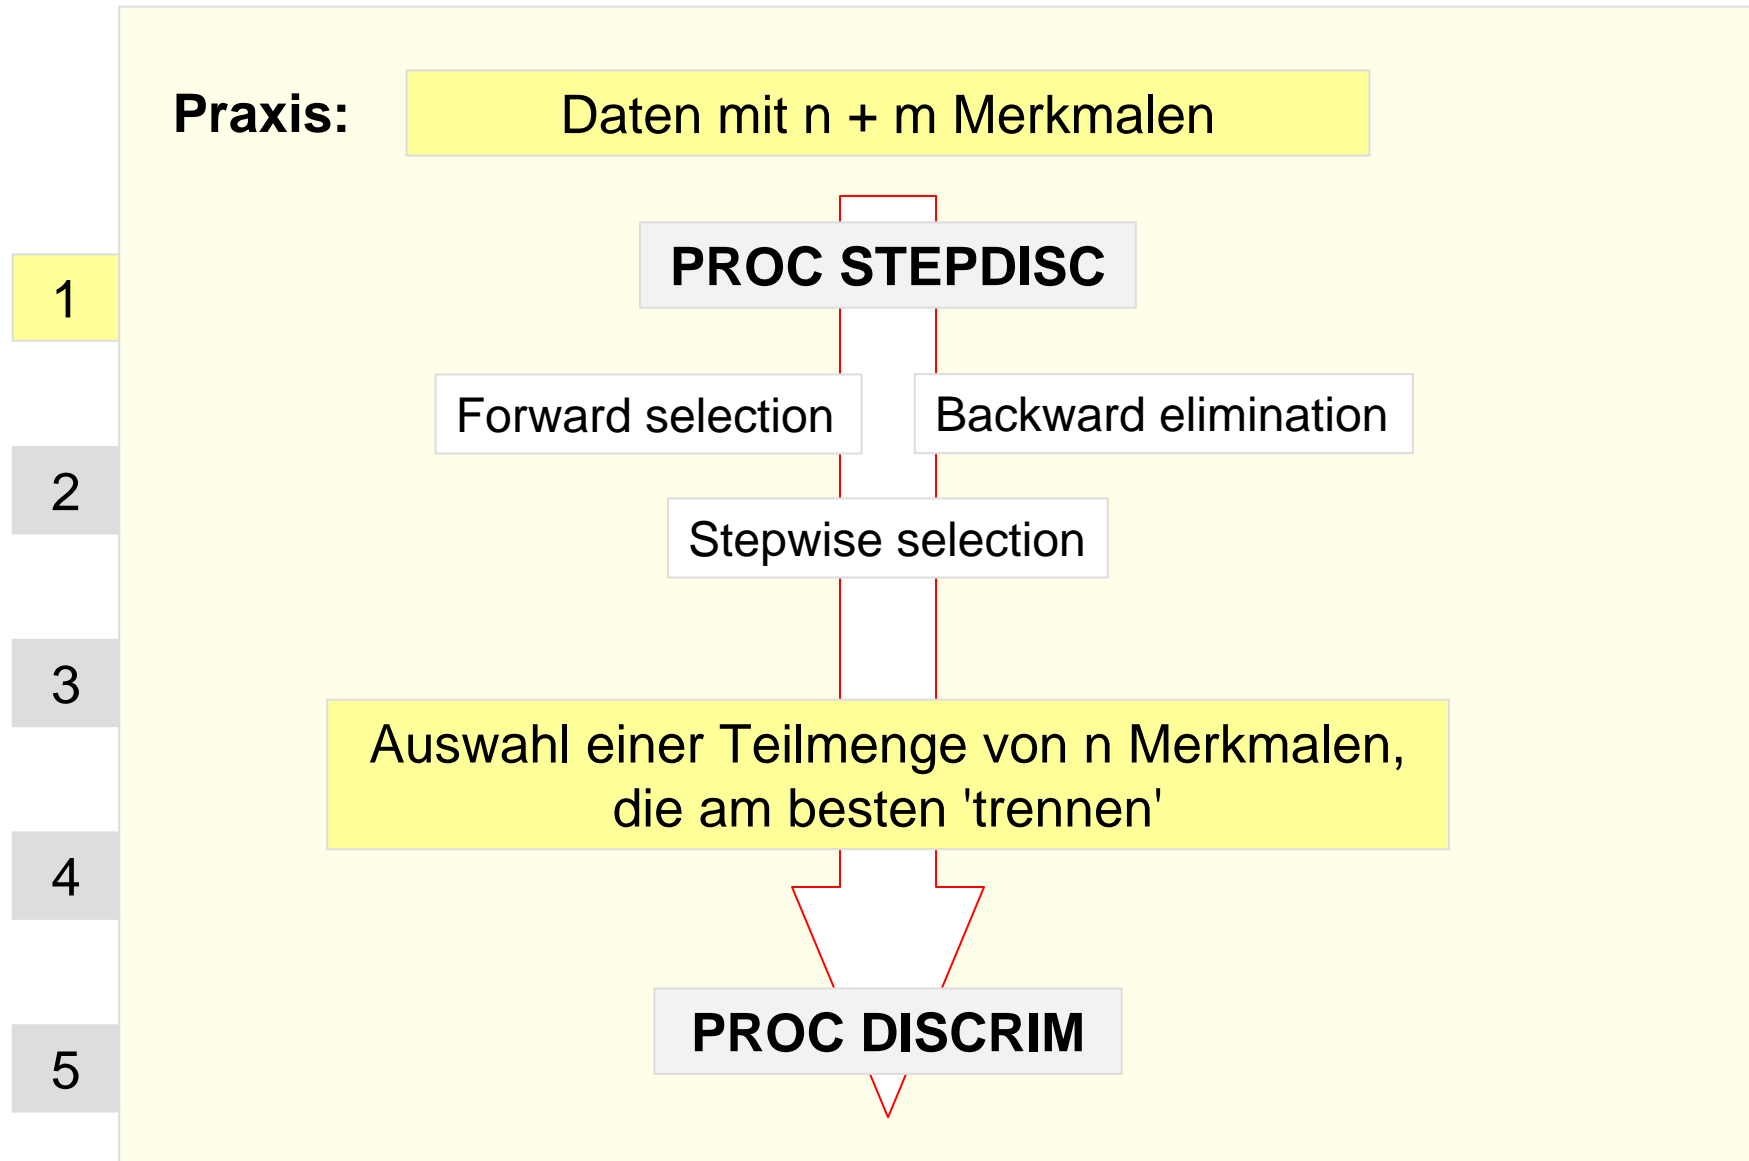 Praxis:
Daten mit n + m Merkmalen
PROC STEPDISC
1
Forward selection
Backward elimination
2
Stepwise selection
3
Auswahl einer Teilmenge von n Merkmalen,
die am besten 'trennen'
4
PROC DISCRIM
5